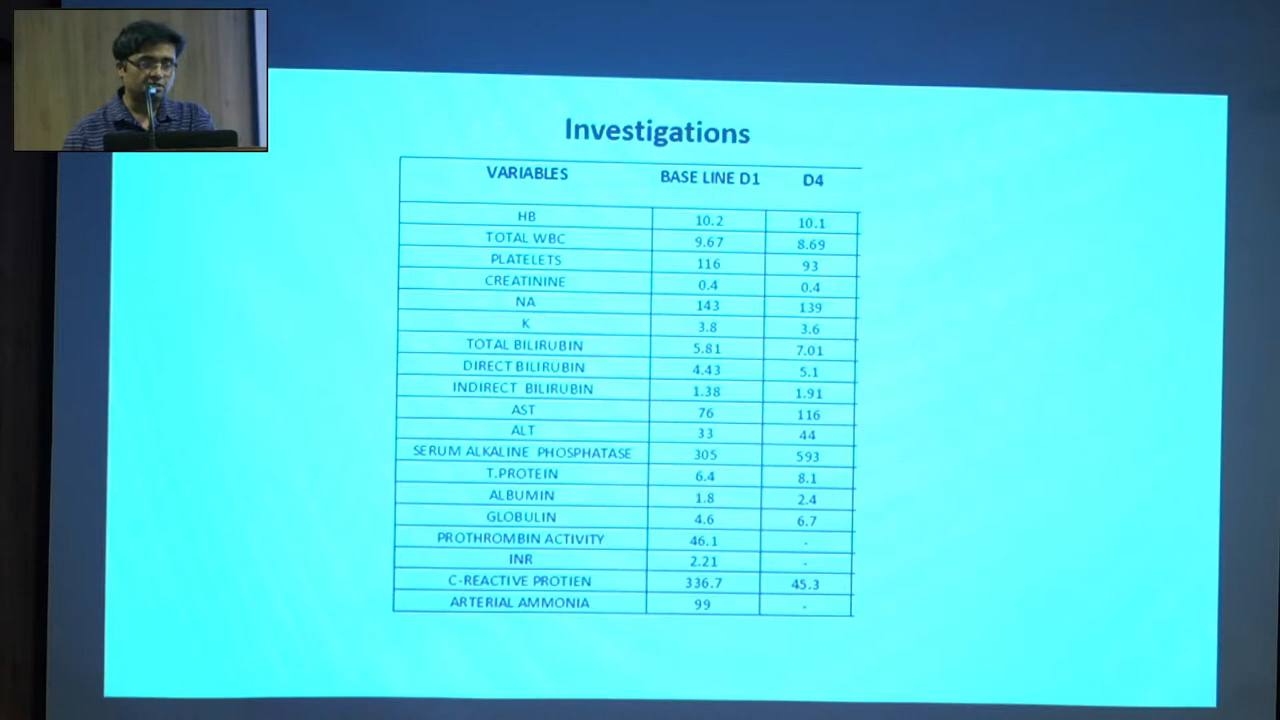 Investigations
VARIABLES BASE LINE D1 D4
HB 10.2 10.1
TOTAL WBC 9.67 8.69
PLATELETS 116 93
CREATININE 0.4 0.4
NA 143 139
K 3.8 3.6
TOTAL BILIRUBIN 5.81 7.01
DIRECT BILIRUBIN 4.43 5.1
INDIRECT BILIRUBIN 1.38 1.91
AST 76 116
ALT 33 44
SERUM ALKALINE PHOSPHATASE 305 593
T.PROTEIN 6.4 8.1
ALBUMIN 1.8 2.4
GLOBULIN 4.6 6.7
PROTHROMBIN ACTIVITY 46.1 -
INR 2.21 -
C-REACTIVE PROTIEN 336.7 45.3
ARTERIAL AMMONIA 99 -